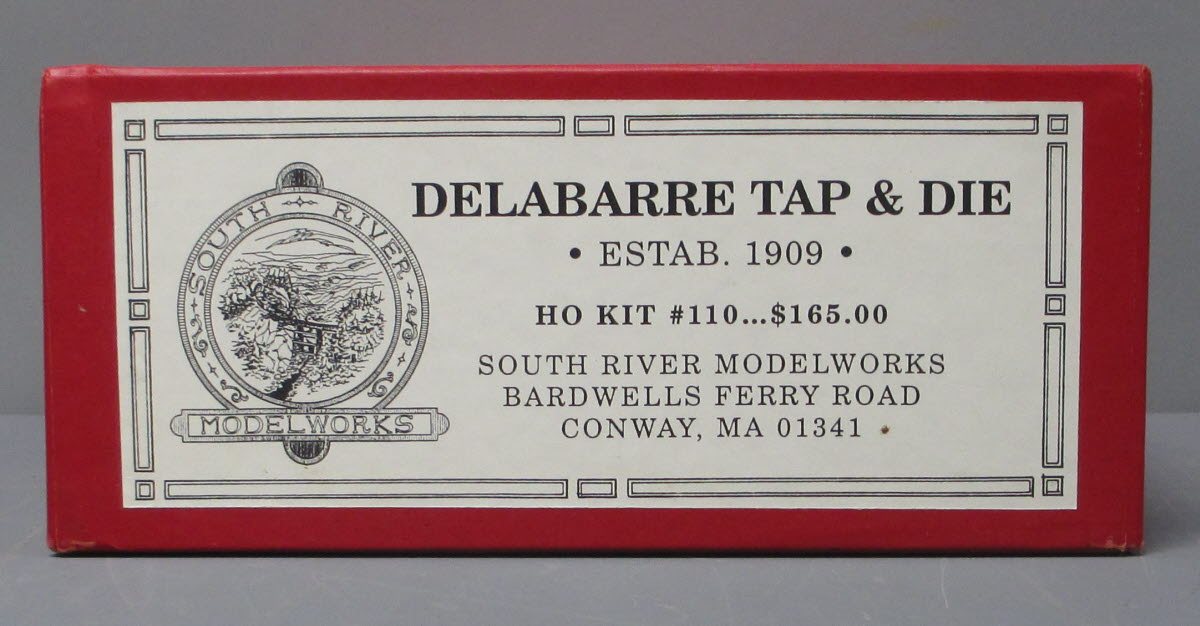 SOUTH RIVER
MODELWORKS
DELABARRE TAP & DIE
• ESTAB. 1909 •
HO KIT #110...$165.00
SOUTH RIVER MODELWORKS
BARDWELLS FERRY ROAD
CONWAY, MA 01341